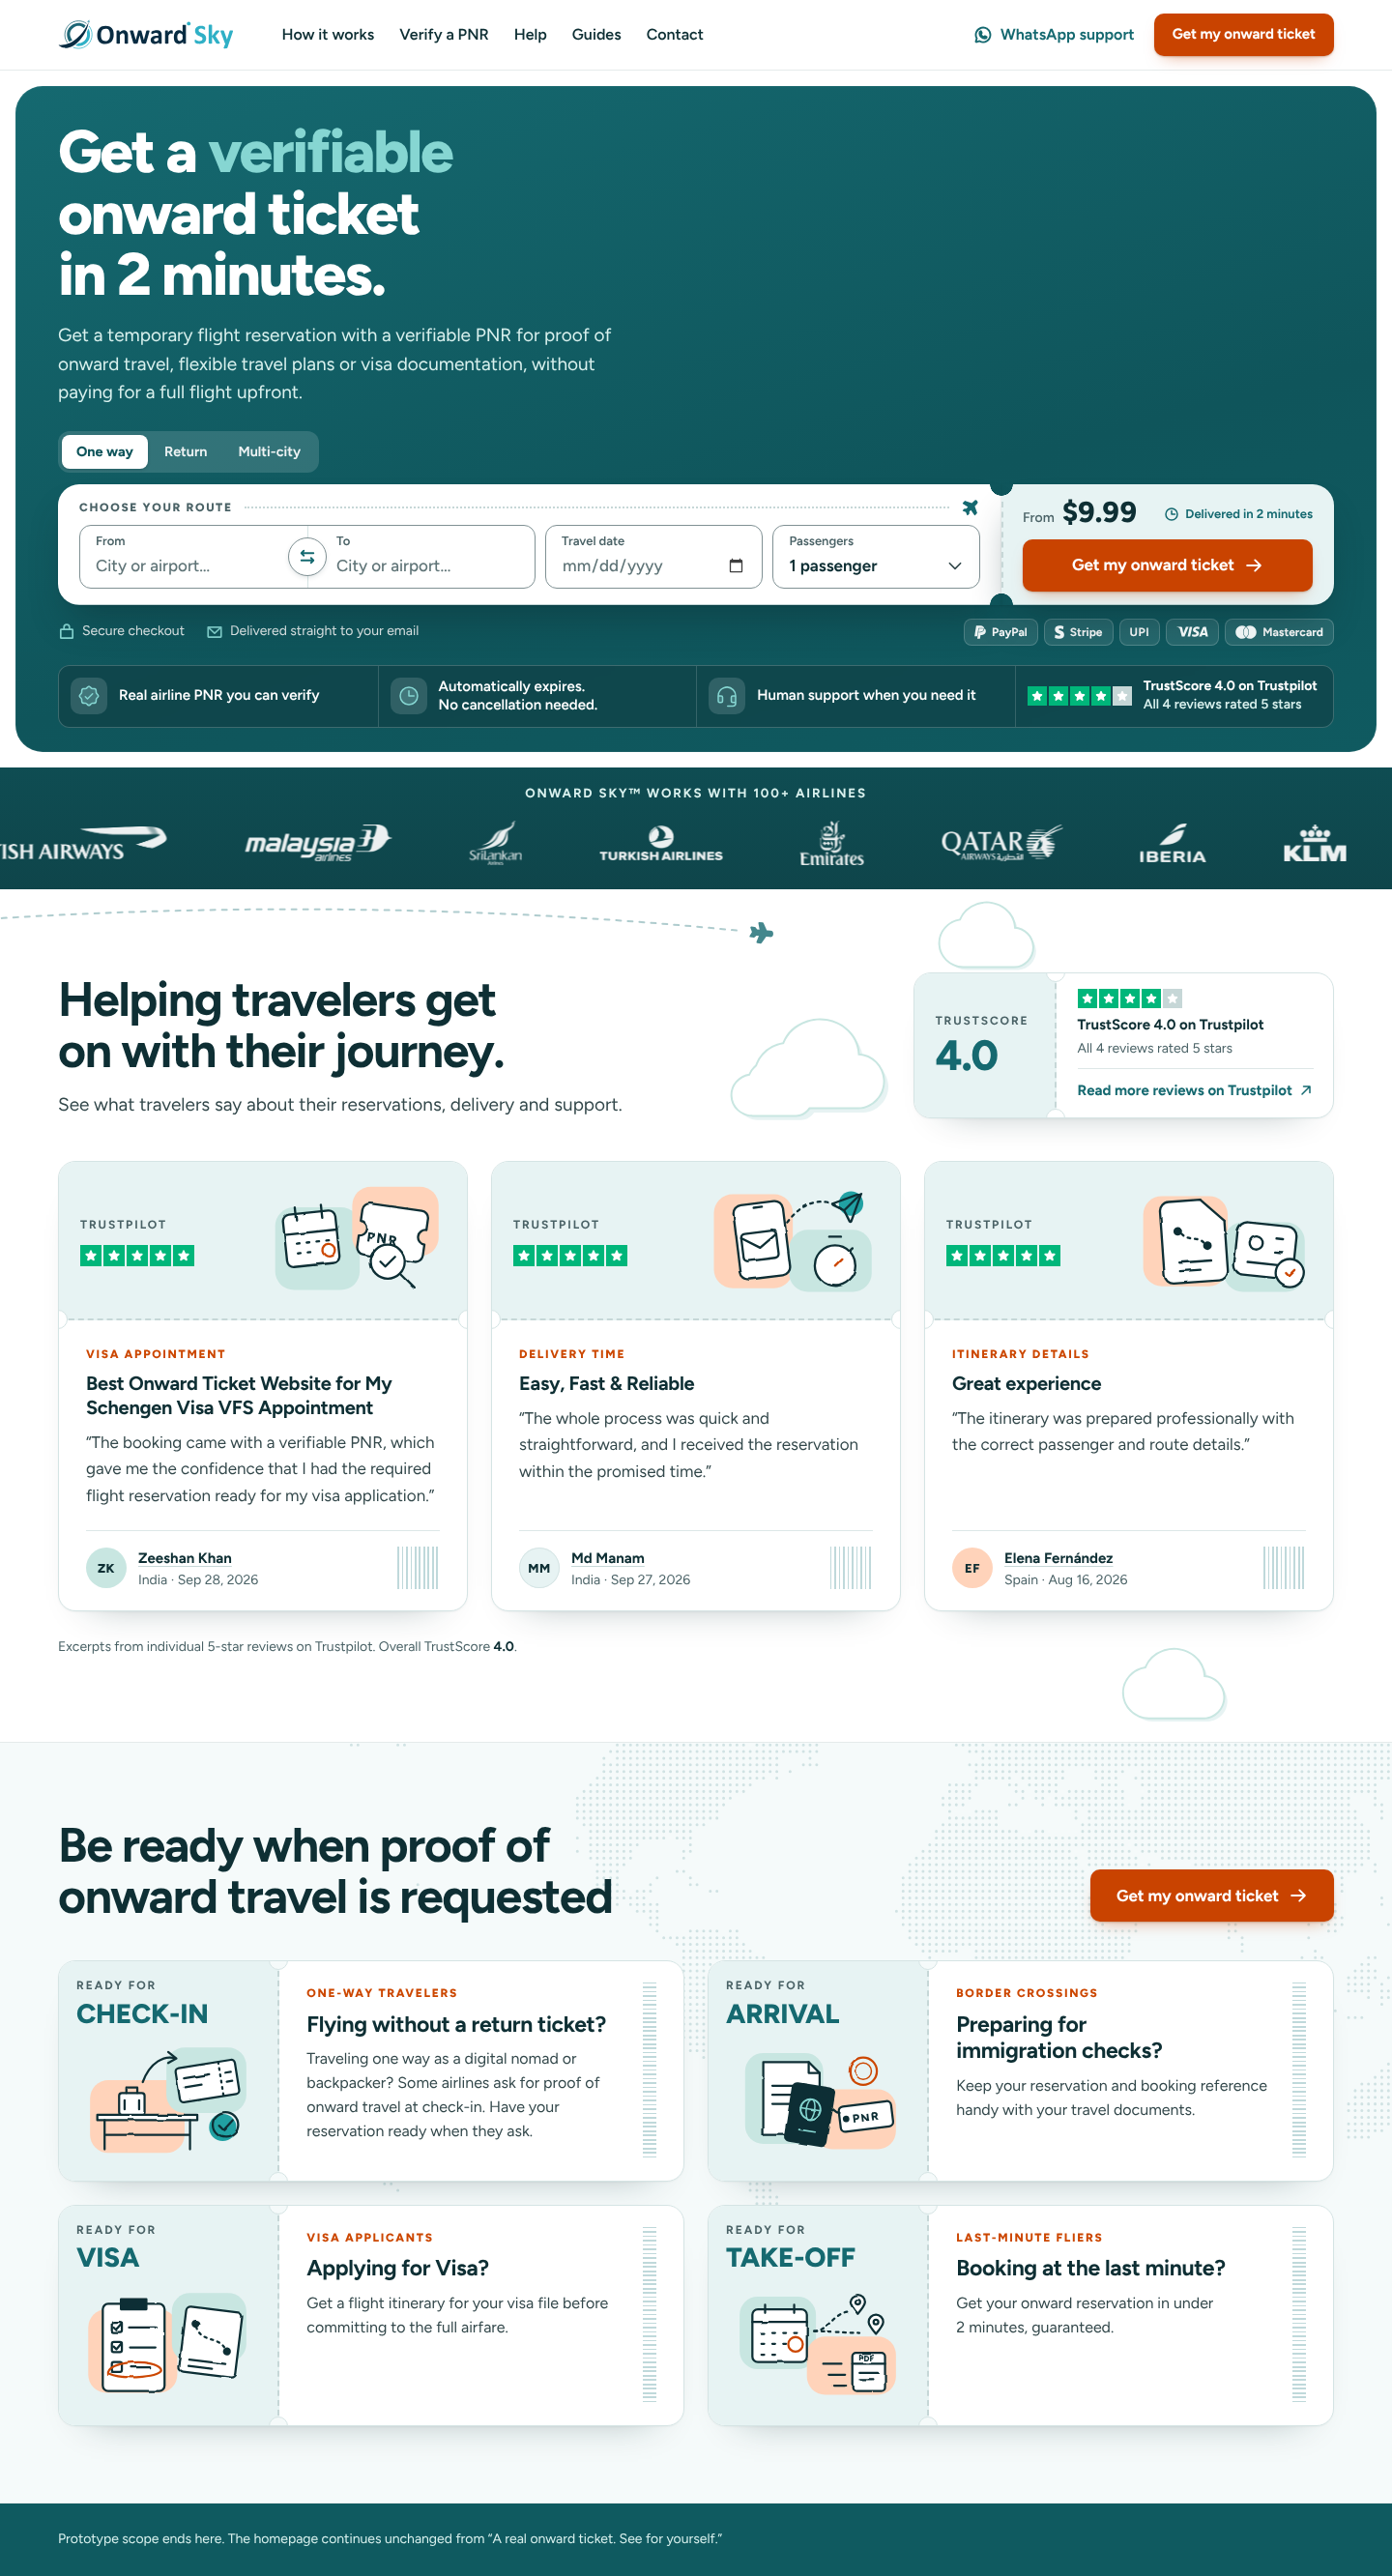 Onward Sky
How it works
Verify a PNR
Help
Guides
Contact
WhatsApp support
Get my onward ticket
Get a verifiable
onward ticket
in 2 minutes.
Get a temporary flight reservation with a verifiable PNR for proof of
onward travel, flexible travel plans or visa documentation, without
paying for a full flight upfront.
One way
Return
Multi-city
CHOOSE YOUR ROUTE
From
City or airport...
To
City or airport...
Travel date
mm/dd/yyyy
Passengers
1 passenger
From $9.99
Delivered in 2 minutes
Get my onward ticket
Secure checkout
Delivered straight to your email
PayPal
Stripe
UPI
VISA
Mastercard
Real airline PNR you can verify
Automatically expires.
No cancellation needed.
Human support when you need it
TrustScore 4.0 on Trustpilot
All 4 reviews rated 5 stars
ONWARD SKY™ WORKS WITH 100+ AIRLINES
TISH AIRWAYS
malaysia
airlines
SriLankan
TURKISH AIRLINES
Emirates
QATAR
AIRWAYS القطرية
IBERIA
KLM
Helping travelers get
on with their journey.
See what travelers say about their reservations, delivery and support.
TRUSTSCORE
4.0
TrustScore 4.0 on Trustpilot
All 4 reviews rated 5 stars
Read more reviews on Trustpilot
TRUSTPILOT
PNR
VISA APPOINTMENT
Best Onward Ticket Website for My
Schengen Visa VFS Appointment
“The booking came with a verifiable PNR, which
gave me the confidence that I had the required
flight reservation ready for my visa application.”
ZK
Zeeshan Khan
India · Sep 28, 2026
TRUSTPILOT
DELIVERY TIME
Easy, Fast & Reliable
“The whole process was quick and
straightforward, and I received the reservation
within the promised time.”
MM
Md Manam
India · Sep 27, 2026
TRUSTPILOT
ITINERARY DETAILS
Great experience
“The itinerary was prepared professionally with
the correct passenger and route details.”
EF
Elena Fernández
Spain · Aug 16, 2026
Excerpts from individual 5-star reviews on Trustpilot. Overall TrustScore 4.0.
Be ready when proof of
onward travel is requested
Get my onward ticket
READY FOR
CHECK-IN
ONE-WAY TRAVELERS
Flying without a return ticket?
Traveling one way as a digital nomad or
backpacker? Some airlines ask for proof of
onward travel at check-in. Have your
reservation ready when they ask.
READY FOR
ARRIVAL
PNR
BORDER CROSSINGS
Preparing for
immigration checks?
Keep your reservation and booking reference
handy with your travel documents.
READY FOR
VISA
VISA APPLICANTS
Applying for Visa?
Get a flight itinerary for your visa file before
committing to the full airfare.
READY FOR
TAKE-OFF
PDF
LAST-MINUTE FLIERS
Booking at the last minute?
Get your onward reservation in under
2 minutes, guaranteed.
Prototype scope ends here. The homepage continues unchanged from “A real onward ticket. See for yourself.”